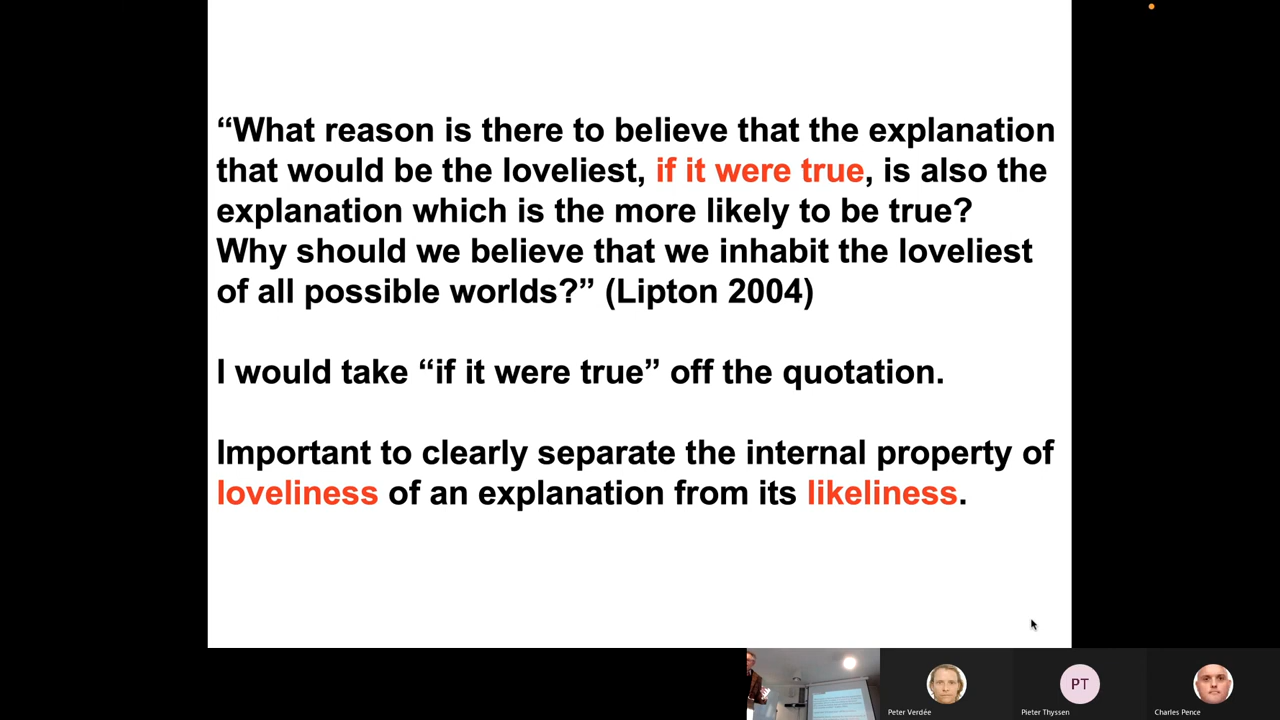 “What reason is there to believe that the explanation
that would be the loveliest, if it were true, is also the
explanation which is the more likely to be true?
Why should we believe that we inhabit the loveliest
of all possible worlds?” (Lipton 2004)
I would take “if it were true” off the quotation.
Important to clearly separate the internal property of
loveliness of an explanation from its likeliness.
PT
Peter Verdée
Pieter Thyssen
Charles Pence